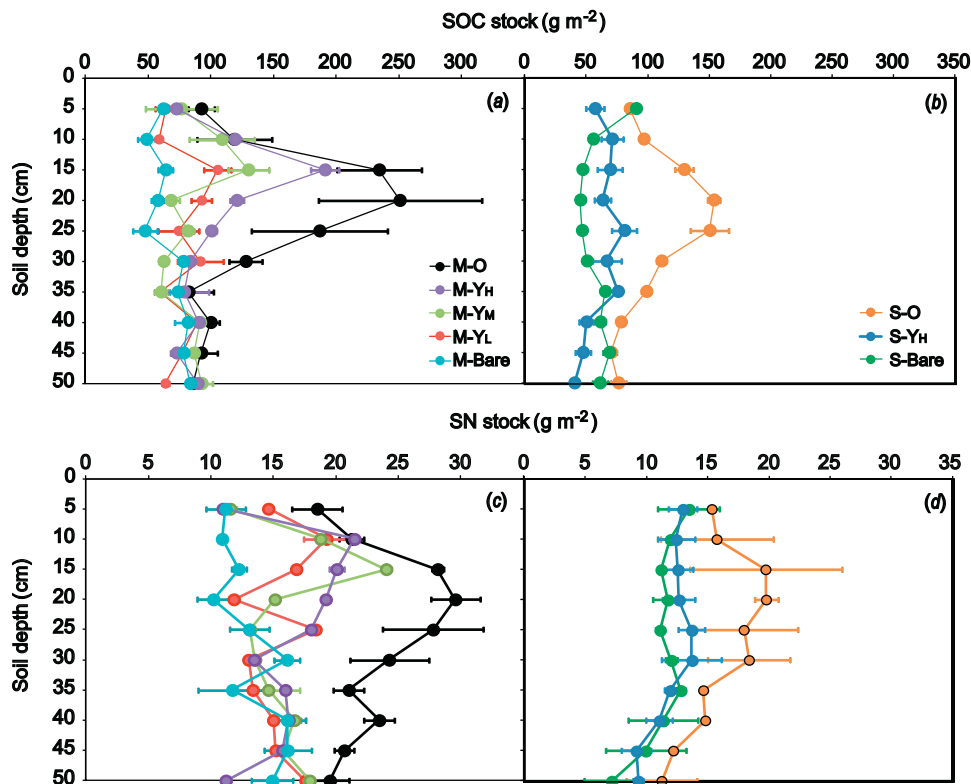 SOC stock (g m-2)
0 50 100 150 200 250 300 0 50 100 150 200 250 300 350
0
5
10
15
20
25
30
35
40
45
50
Soil depth (cm)
(a)
(b)
M-O
M-YH
M-YM
M-YL
M-Bare
S-O
S-YH
S-Bare
SN stock (g m-2)
0 5 10 15 20 25 30 0 5 10 15 20 25 30 35
0
5
10
15
20
25
30
35
40
45
50
Soil depth (cm)
(c)
(d)